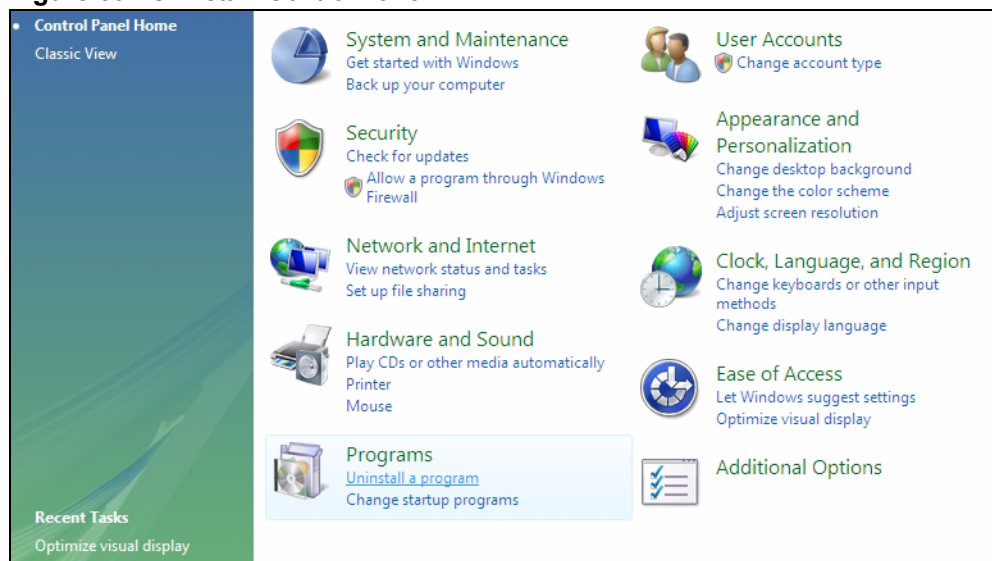 Control Panel Home
Classic View
Recent Tasks
Optimize visual display
System and Maintenance
Get started with Windows
Back up your computer
Security
Check for updates
Allow a program through Windows
Firewall
Network and Internet
View network status and tasks
Set up file sharing
Hardware and Sound
Play CDs or other media automatically
Printer
Mouse
Programs
Uninstall a program
Change startup programs
User Accounts
Change account type
Appearance and
Personalization
Change desktop background
Change the color scheme
Adjust screen resolution
Clock, Language, and Region
Change keyboards or other input
methods
Change display language
Ease of Access
Let Windows suggest settings
Optimize visual display
Additional Options